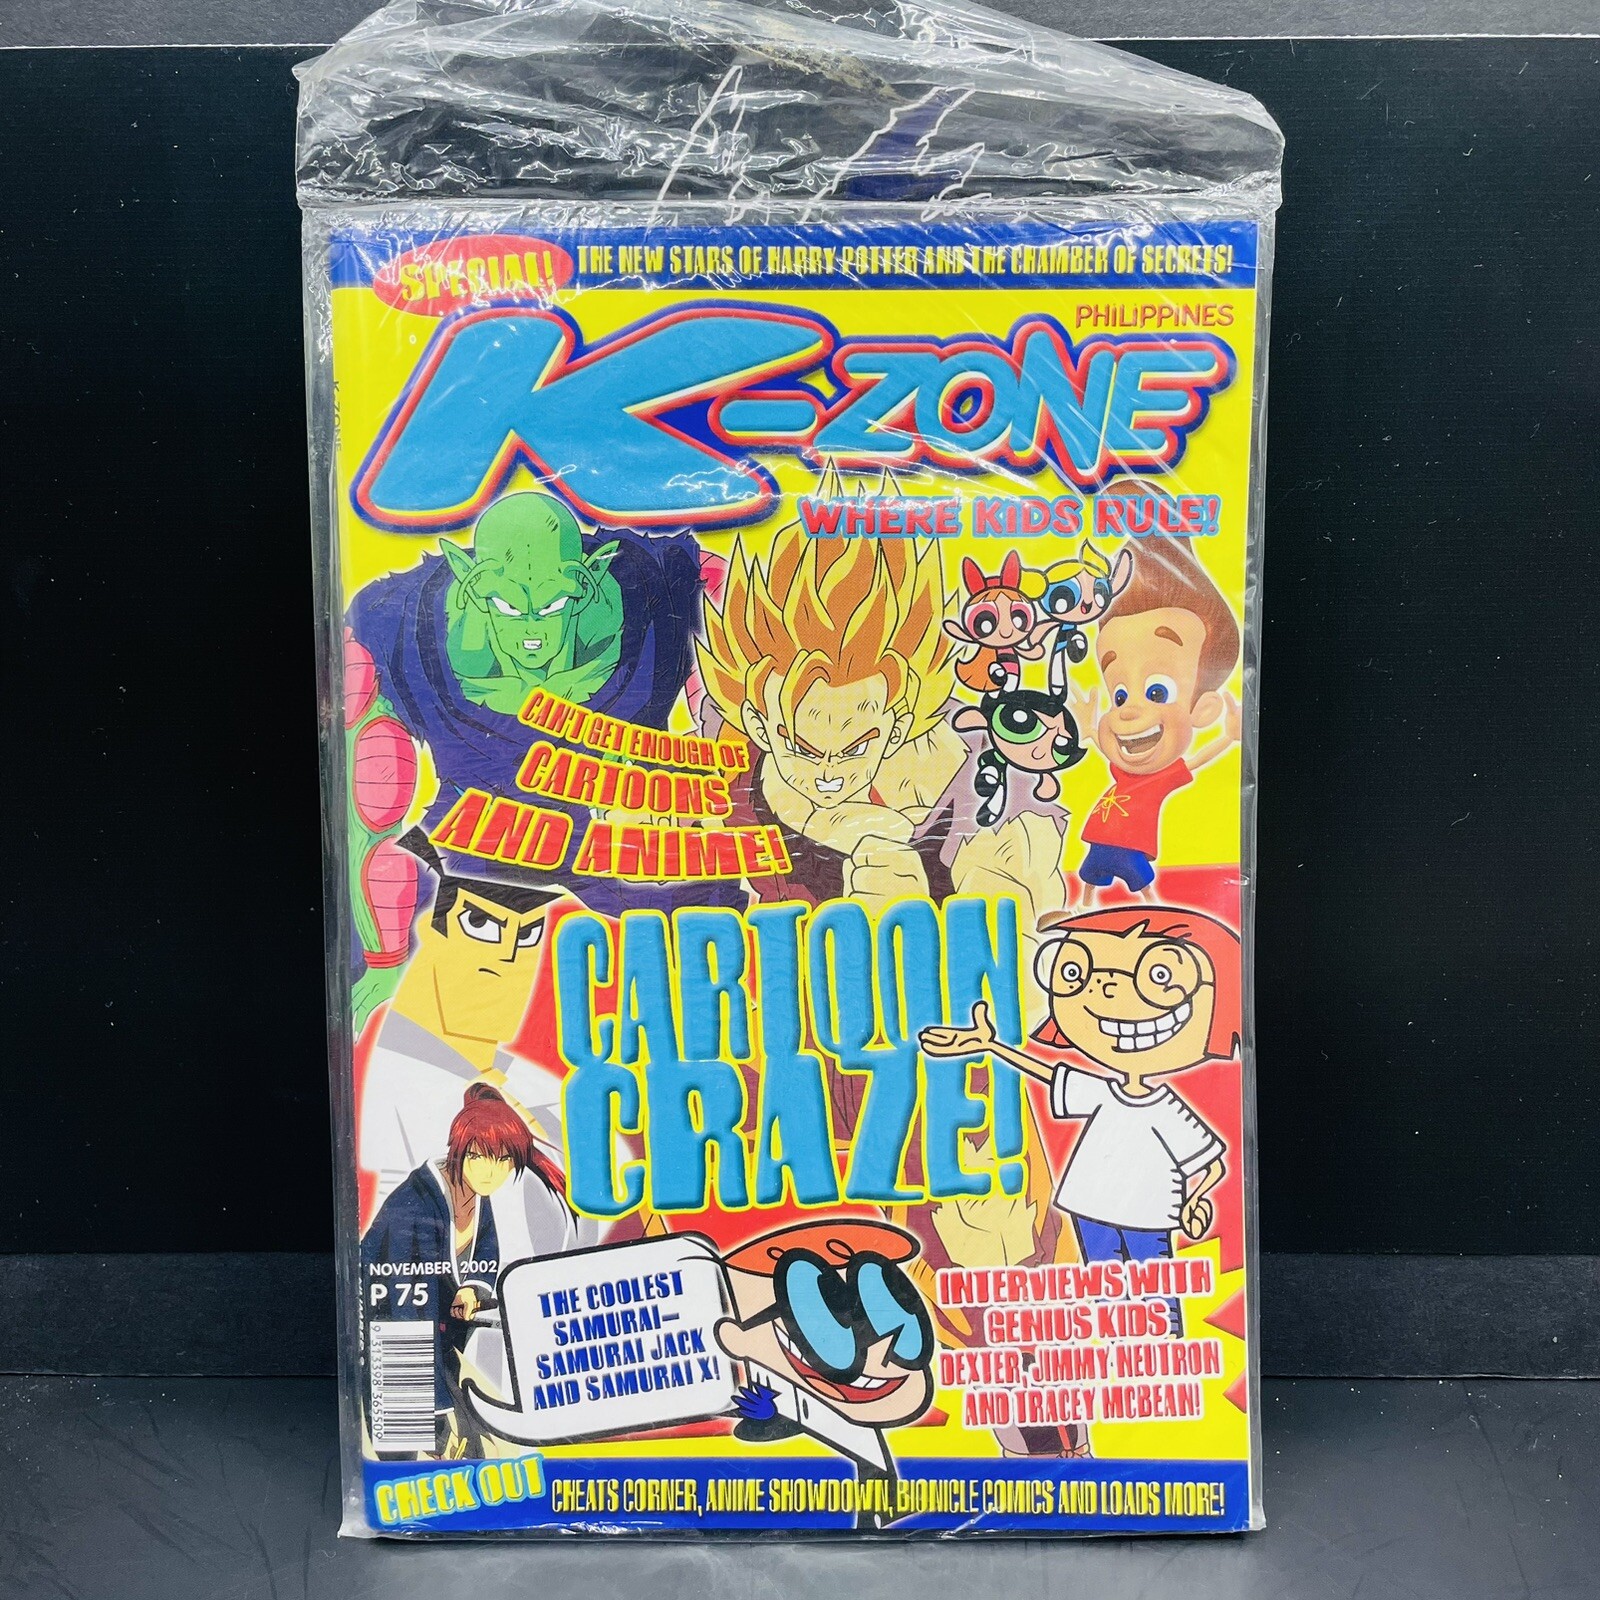 SPECIAL!
THE NEW STARS OF HARRY POTTER AND THE CHAMBER OF SECRETS!
PHILIPPINES
K-ZONE
WHERE KIDS RULE!
CAN'T GET ENOUGH OF
CARTOONS
AND ANIME!
CARTOON
CRAZE!
NOVEMBER 2002
P 75
THE COOLEST
SAMURAI—
SAMURAI JACK
AND SAMURAI X!
INTERVIEWS WITH
GENIUS KIDS
DEXTER, JIMMY NEUTRON
AND TRACEY MCBEAN!
CHECK OUT
CHEATS CORNER, ANIME SHOWDOWN, BIONICLE COMICS AND LOADS MORE!
K-ZONE